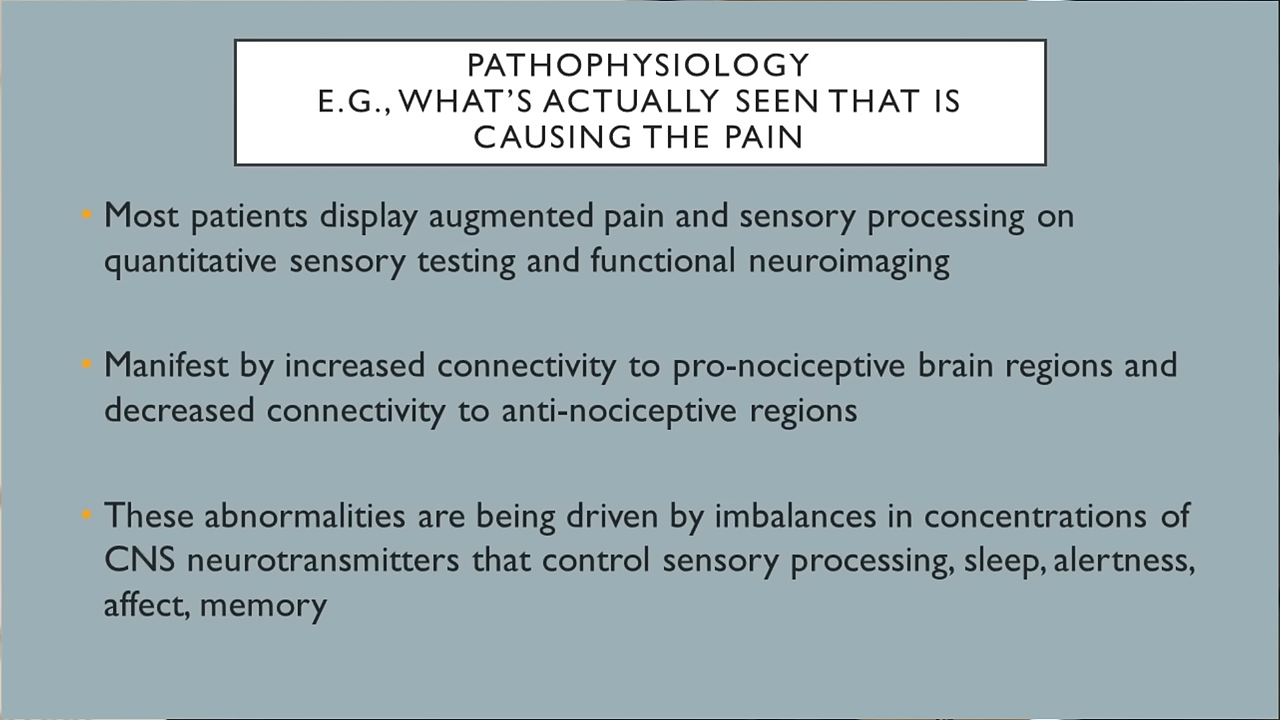 PATHOPHYSIOLOGY
E.G., WHAT'S ACTUALLY SEEN THAT IS
CAUSING THE PAIN
• Most patients display augmented pain and sensory processing on
quantitative sensory testing and functional neuroimaging
• Manifest by increased connectivity to pro-nociceptive brain regions and
decreased connectivity to anti-nociceptive regions
• These abnormalities are being driven by imbalances in concentrations of
CNS neurotransmitters that control sensory processing, sleep, alertness,
affect, memory